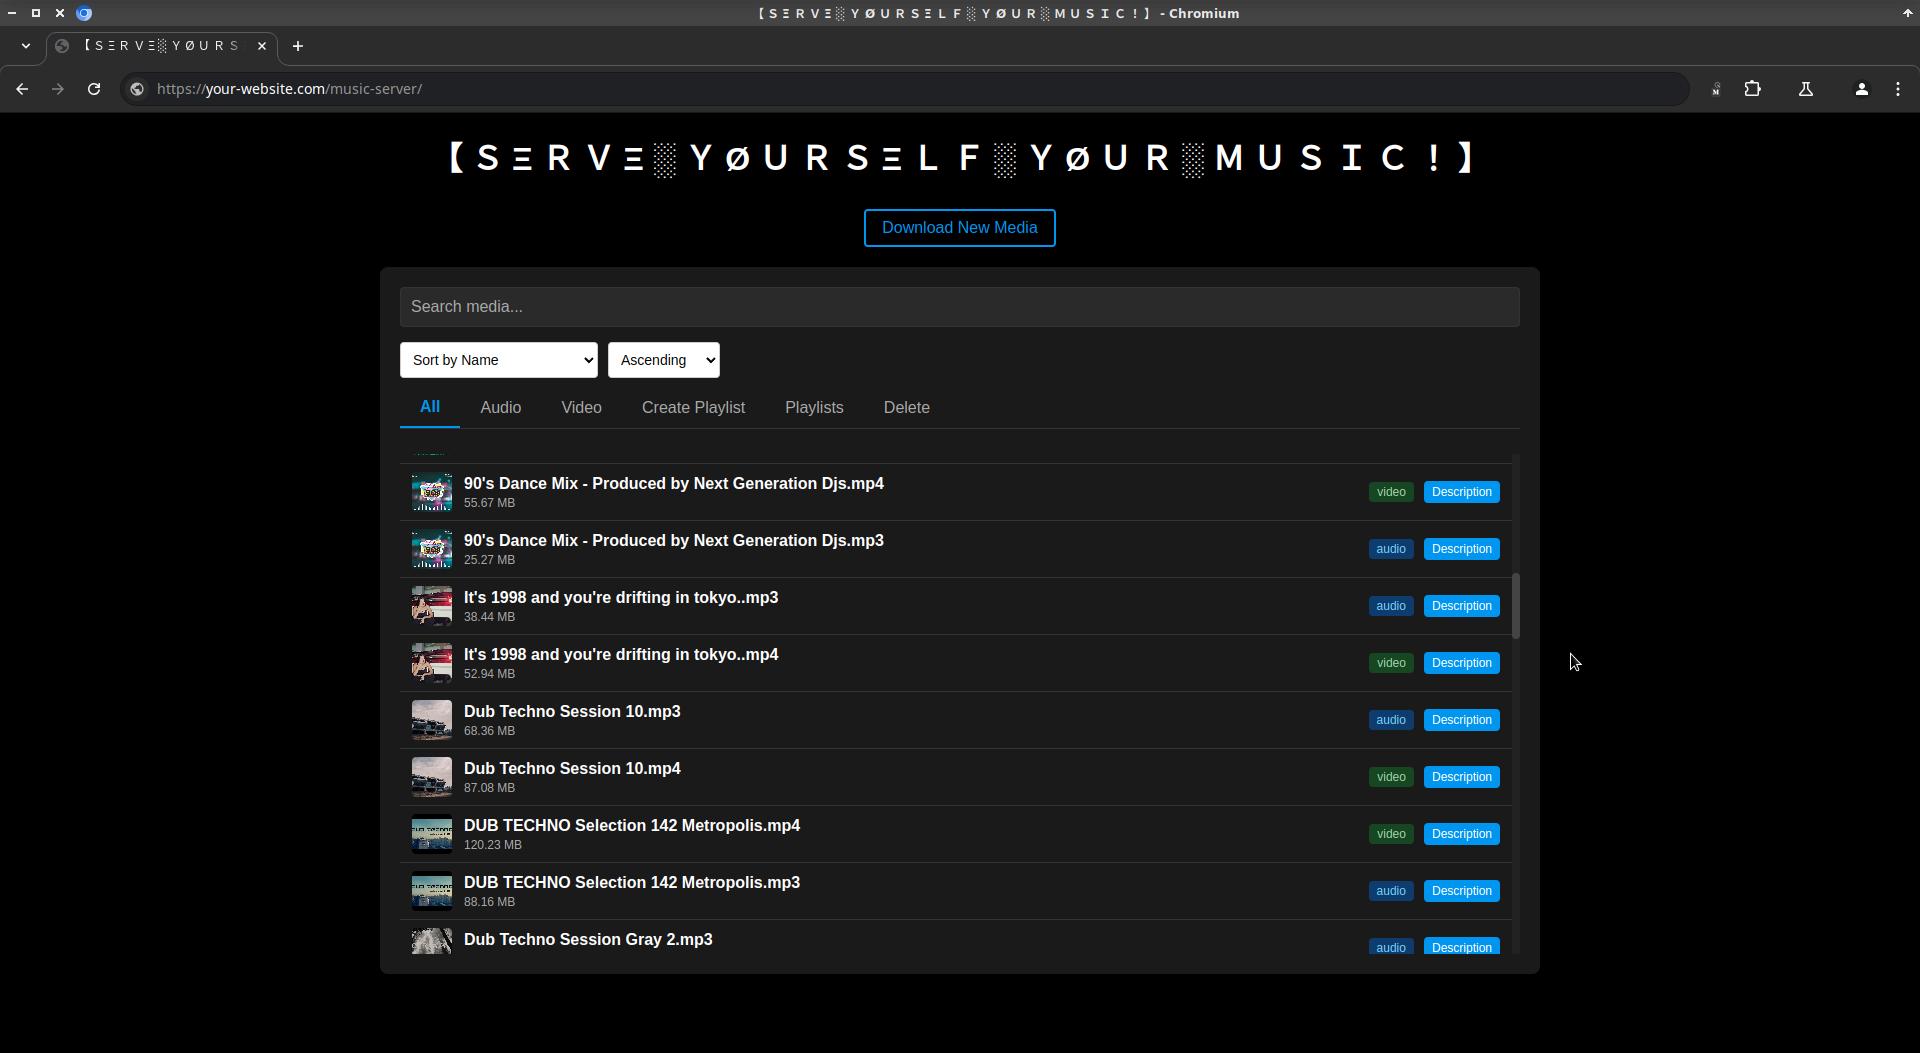 【ＳΞＲＶΞ░ＹØＵＲＳΞＬＦ░ＹØＵＲ░ＭＵＳＩＣ！】 - Chromium
【ＳΞＲＶΞ░ＹØＵＲＳ
https://your-website.com/music-server/
【ＳΞＲＶΞ░ＹØＵＲＳΞＬＦ░ＹØＵＲ░ＭＵＳＩＣ！】
Download New Media
Search media...
Sort by Name Ascending
All Audio Video Create Playlist Playlists Delete
90's Dance Mix - Produced by Next Generation Djs.mp4
55.67 MB
video Description
90's Dance Mix - Produced by Next Generation Djs.mp3
25.27 MB
audio Description
It's 1998 and you're drifting in tokyo..mp3
38.44 MB
audio Description
It's 1998 and you're drifting in tokyo..mp4
52.94 MB
video Description
Dub Techno Session 10.mp3
68.36 MB
audio Description
Dub Techno Session 10.mp4
87.08 MB
video Description
DUB TECHNO Selection 142 Metropolis.mp4
120.23 MB
video Description
DUB TECHNO Selection 142 Metropolis.mp3
88.16 MB
audio Description
Dub Techno Session Gray 2.mp3
audio Description